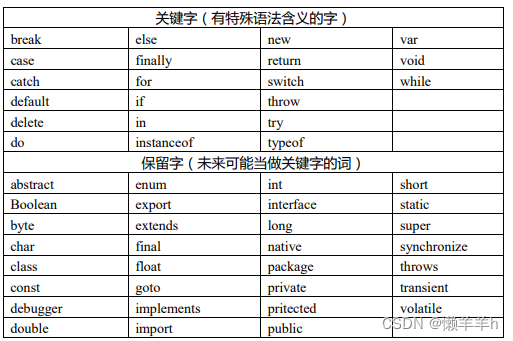 关键字（有特殊语法含义的字）
break else new var
case finally return void
catch for switch while
default if throw
delete in try
do instanceof typeof
保留字（未来可能当做关键字的词）
abstract enum int short
Boolean export interface static
byte extends long super
char final native synchronize
class float package throws
const goto private transient
debugger implements pritected volatile
double import public
CSDN @懒羊羊h